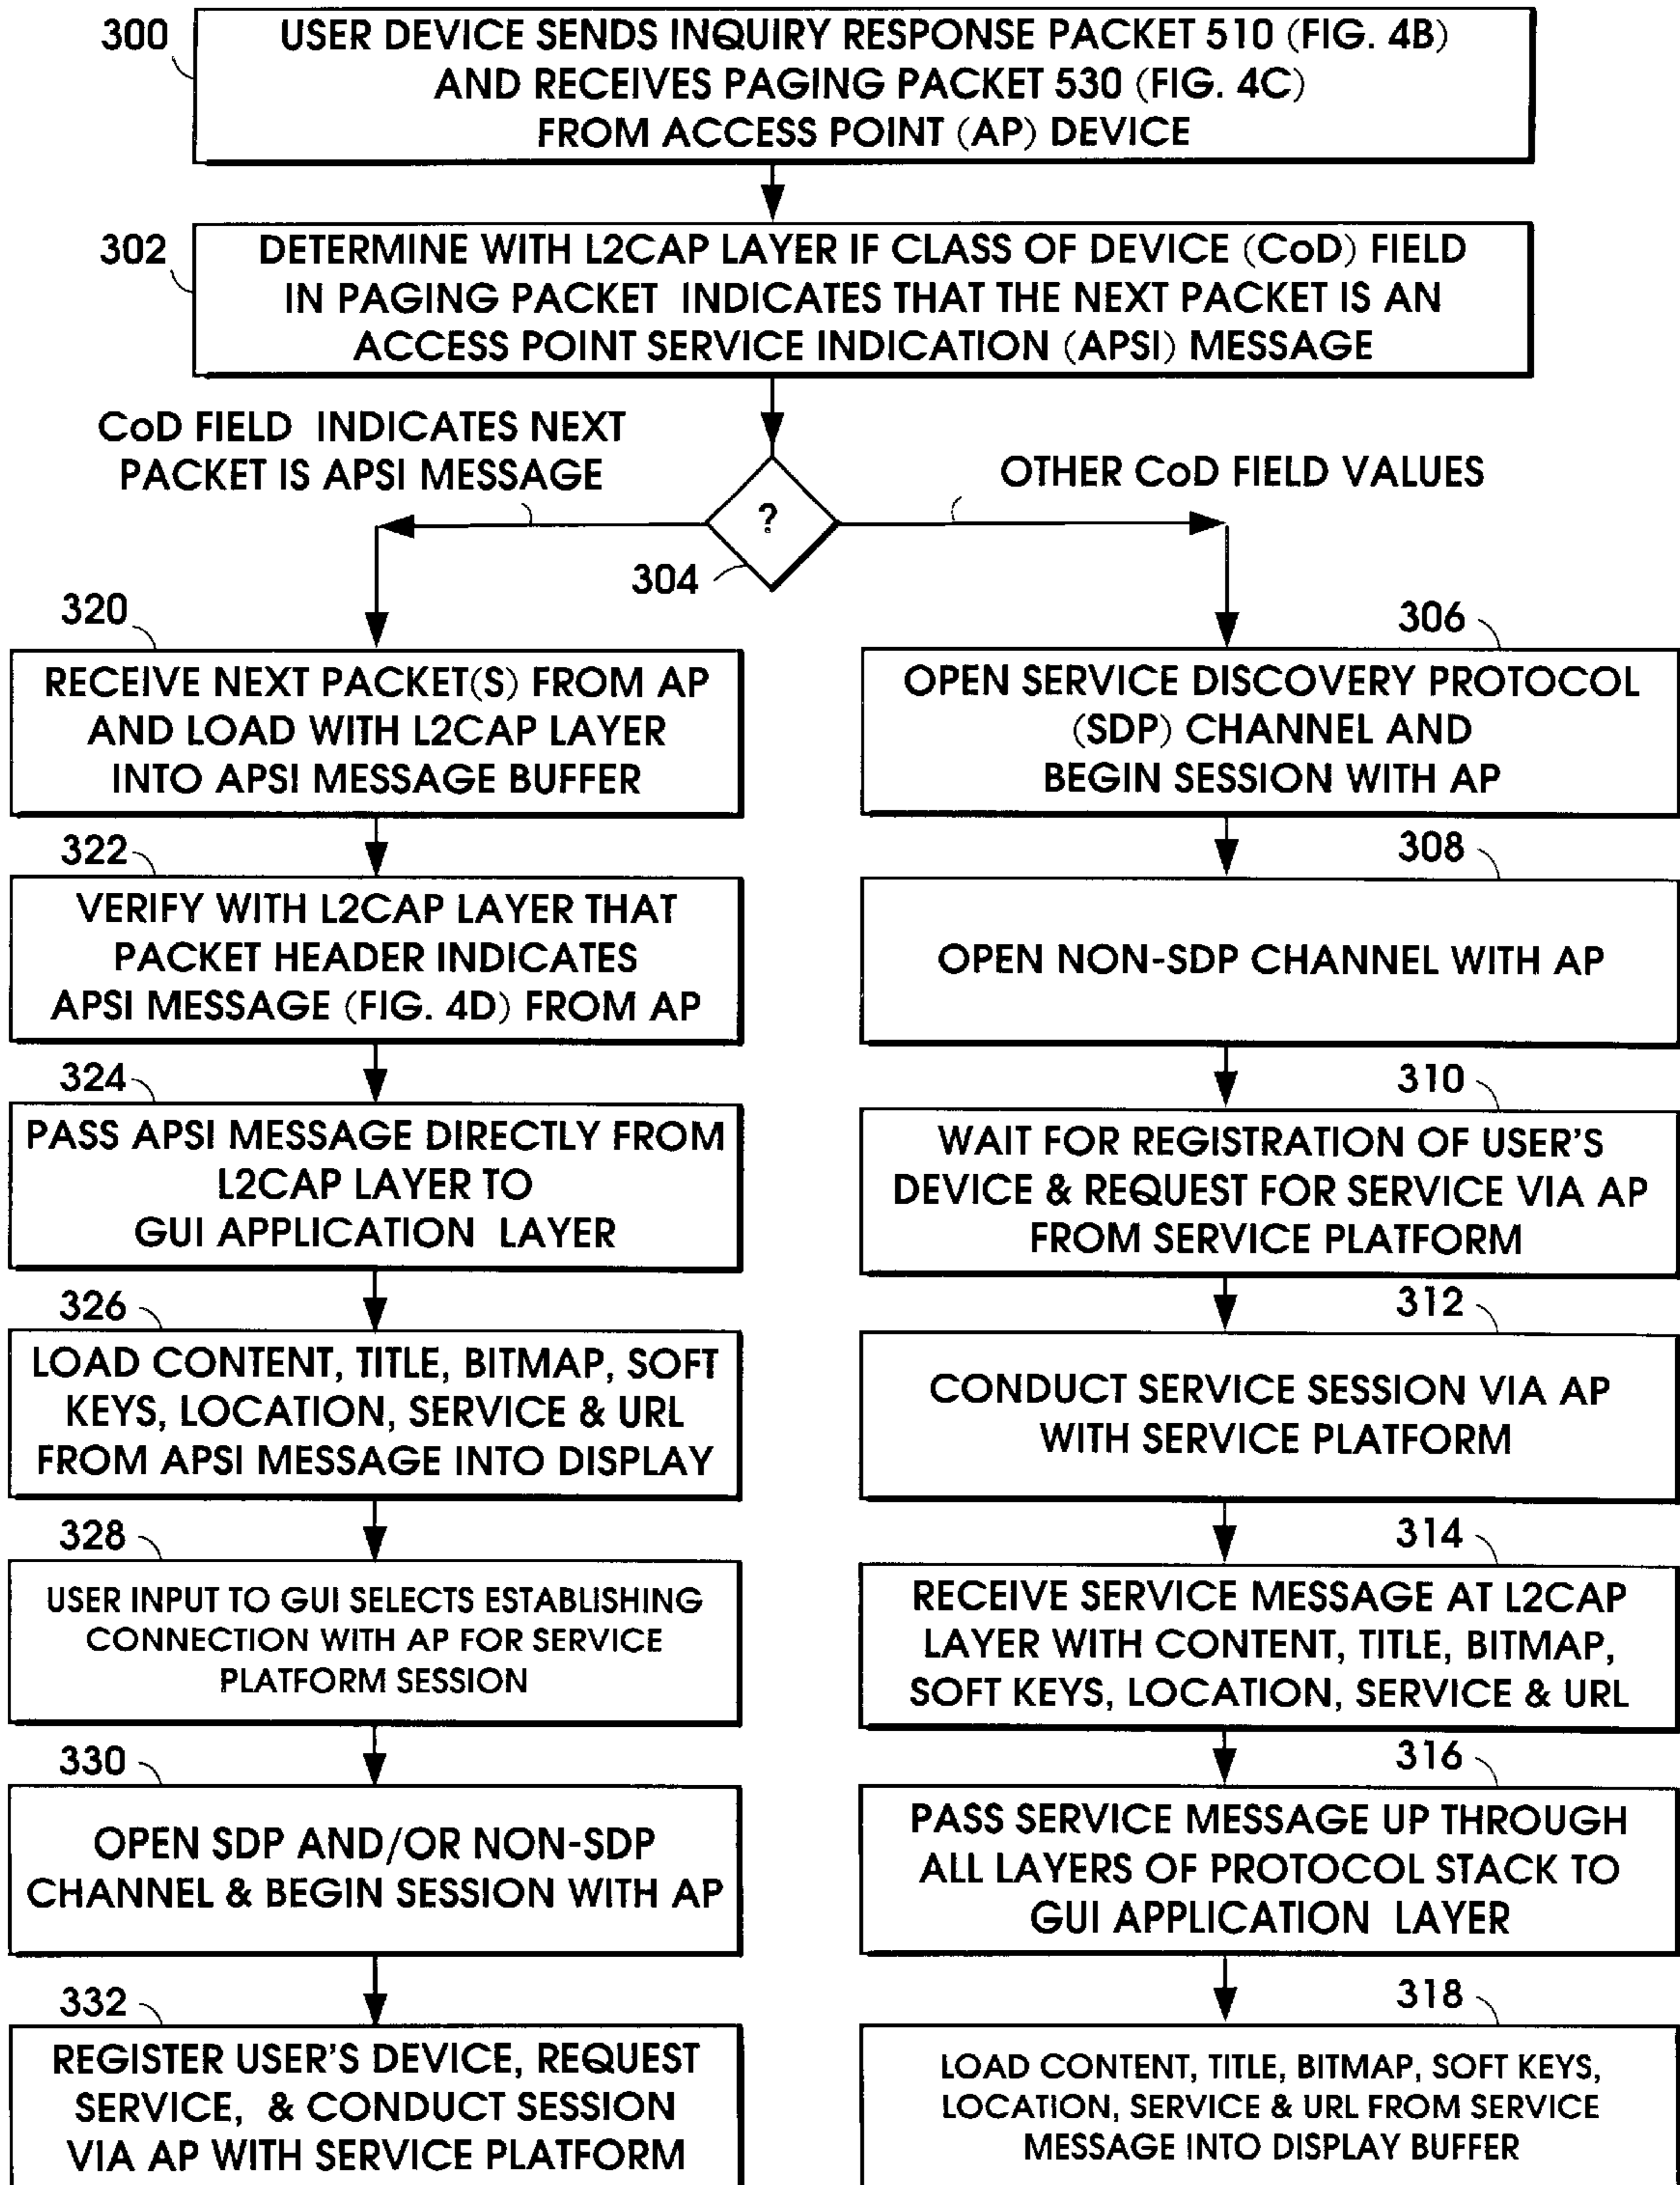 300
USER DEVICE SENDS INQUIRY RESPONSE PACKET 510 (FIG. 4B)
AND RECEIVES PAGING PACKET 530 (FIG. 4C)
FROM ACCESS POINT (AP) DEVICE
302
DETERMINE WITH L2CAP LAYER IF CLASS OF DEVICE (CoD) FIELD
IN PAGING PACKET INDICATES THAT THE NEXT PACKET IS AN
ACCESS POINT SERVICE INDICATION (APSI) MESSAGE
CoD FIELD INDICATES NEXT
PACKET IS APSI MESSAGE
OTHER CoD FIELD VALUES
?
304
320
RECEIVE NEXT PACKET(S) FROM AP
AND LOAD WITH L2CAP LAYER
INTO APSI MESSAGE BUFFER
322
VERIFY WITH L2CAP LAYER THAT
PACKET HEADER INDICATES
APSI MESSAGE (FIG. 4D) FROM AP
324
PASS APSI MESSAGE DIRECTLY FROM
L2CAP LAYER TO
GUI APPLICATION LAYER
326
LOAD CONTENT, TITLE, BITMAP, SOFT
KEYS, LOCATION, SERVICE & URL
FROM APSI MESSAGE INTO DISPLAY
328
USER INPUT TO GUI SELECTS ESTABLISHING
CONNECTION WITH AP FOR SERVICE
PLATFORM SESSION
330
OPEN SDP AND/OR NON-SDP
CHANNEL & BEGIN SESSION WITH AP
332
REGISTER USER'S DEVICE, REQUEST
SERVICE, & CONDUCT SESSION
VIA AP WITH SERVICE PLATFORM
306
OPEN SERVICE DISCOVERY PROTOCOL
(SDP) CHANNEL AND
BEGIN SESSION WITH AP
308
OPEN NON-SDP CHANNEL WITH AP
310
WAIT FOR REGISTRATION OF USER'S
DEVICE & REQUEST FOR SERVICE VIA AP
FROM SERVICE PLATFORM
312
CONDUCT SERVICE SESSION VIA AP
WITH SERVICE PLATFORM
314
RECEIVE SERVICE MESSAGE AT L2CAP
LAYER WITH CONTENT, TITLE, BITMAP,
SOFT KEYS, LOCATION, SERVICE & URL
316
PASS SERVICE MESSAGE UP THROUGH
ALL LAYERS OF PROTOCOL STACK TO
GUI APPLICATION LAYER
318
LOAD CONTENT, TITLE, BITMAP, SOFT KEYS,
LOCATION, SERVICE & URL FROM SERVICE
MESSAGE INTO DISPLAY BUFFER